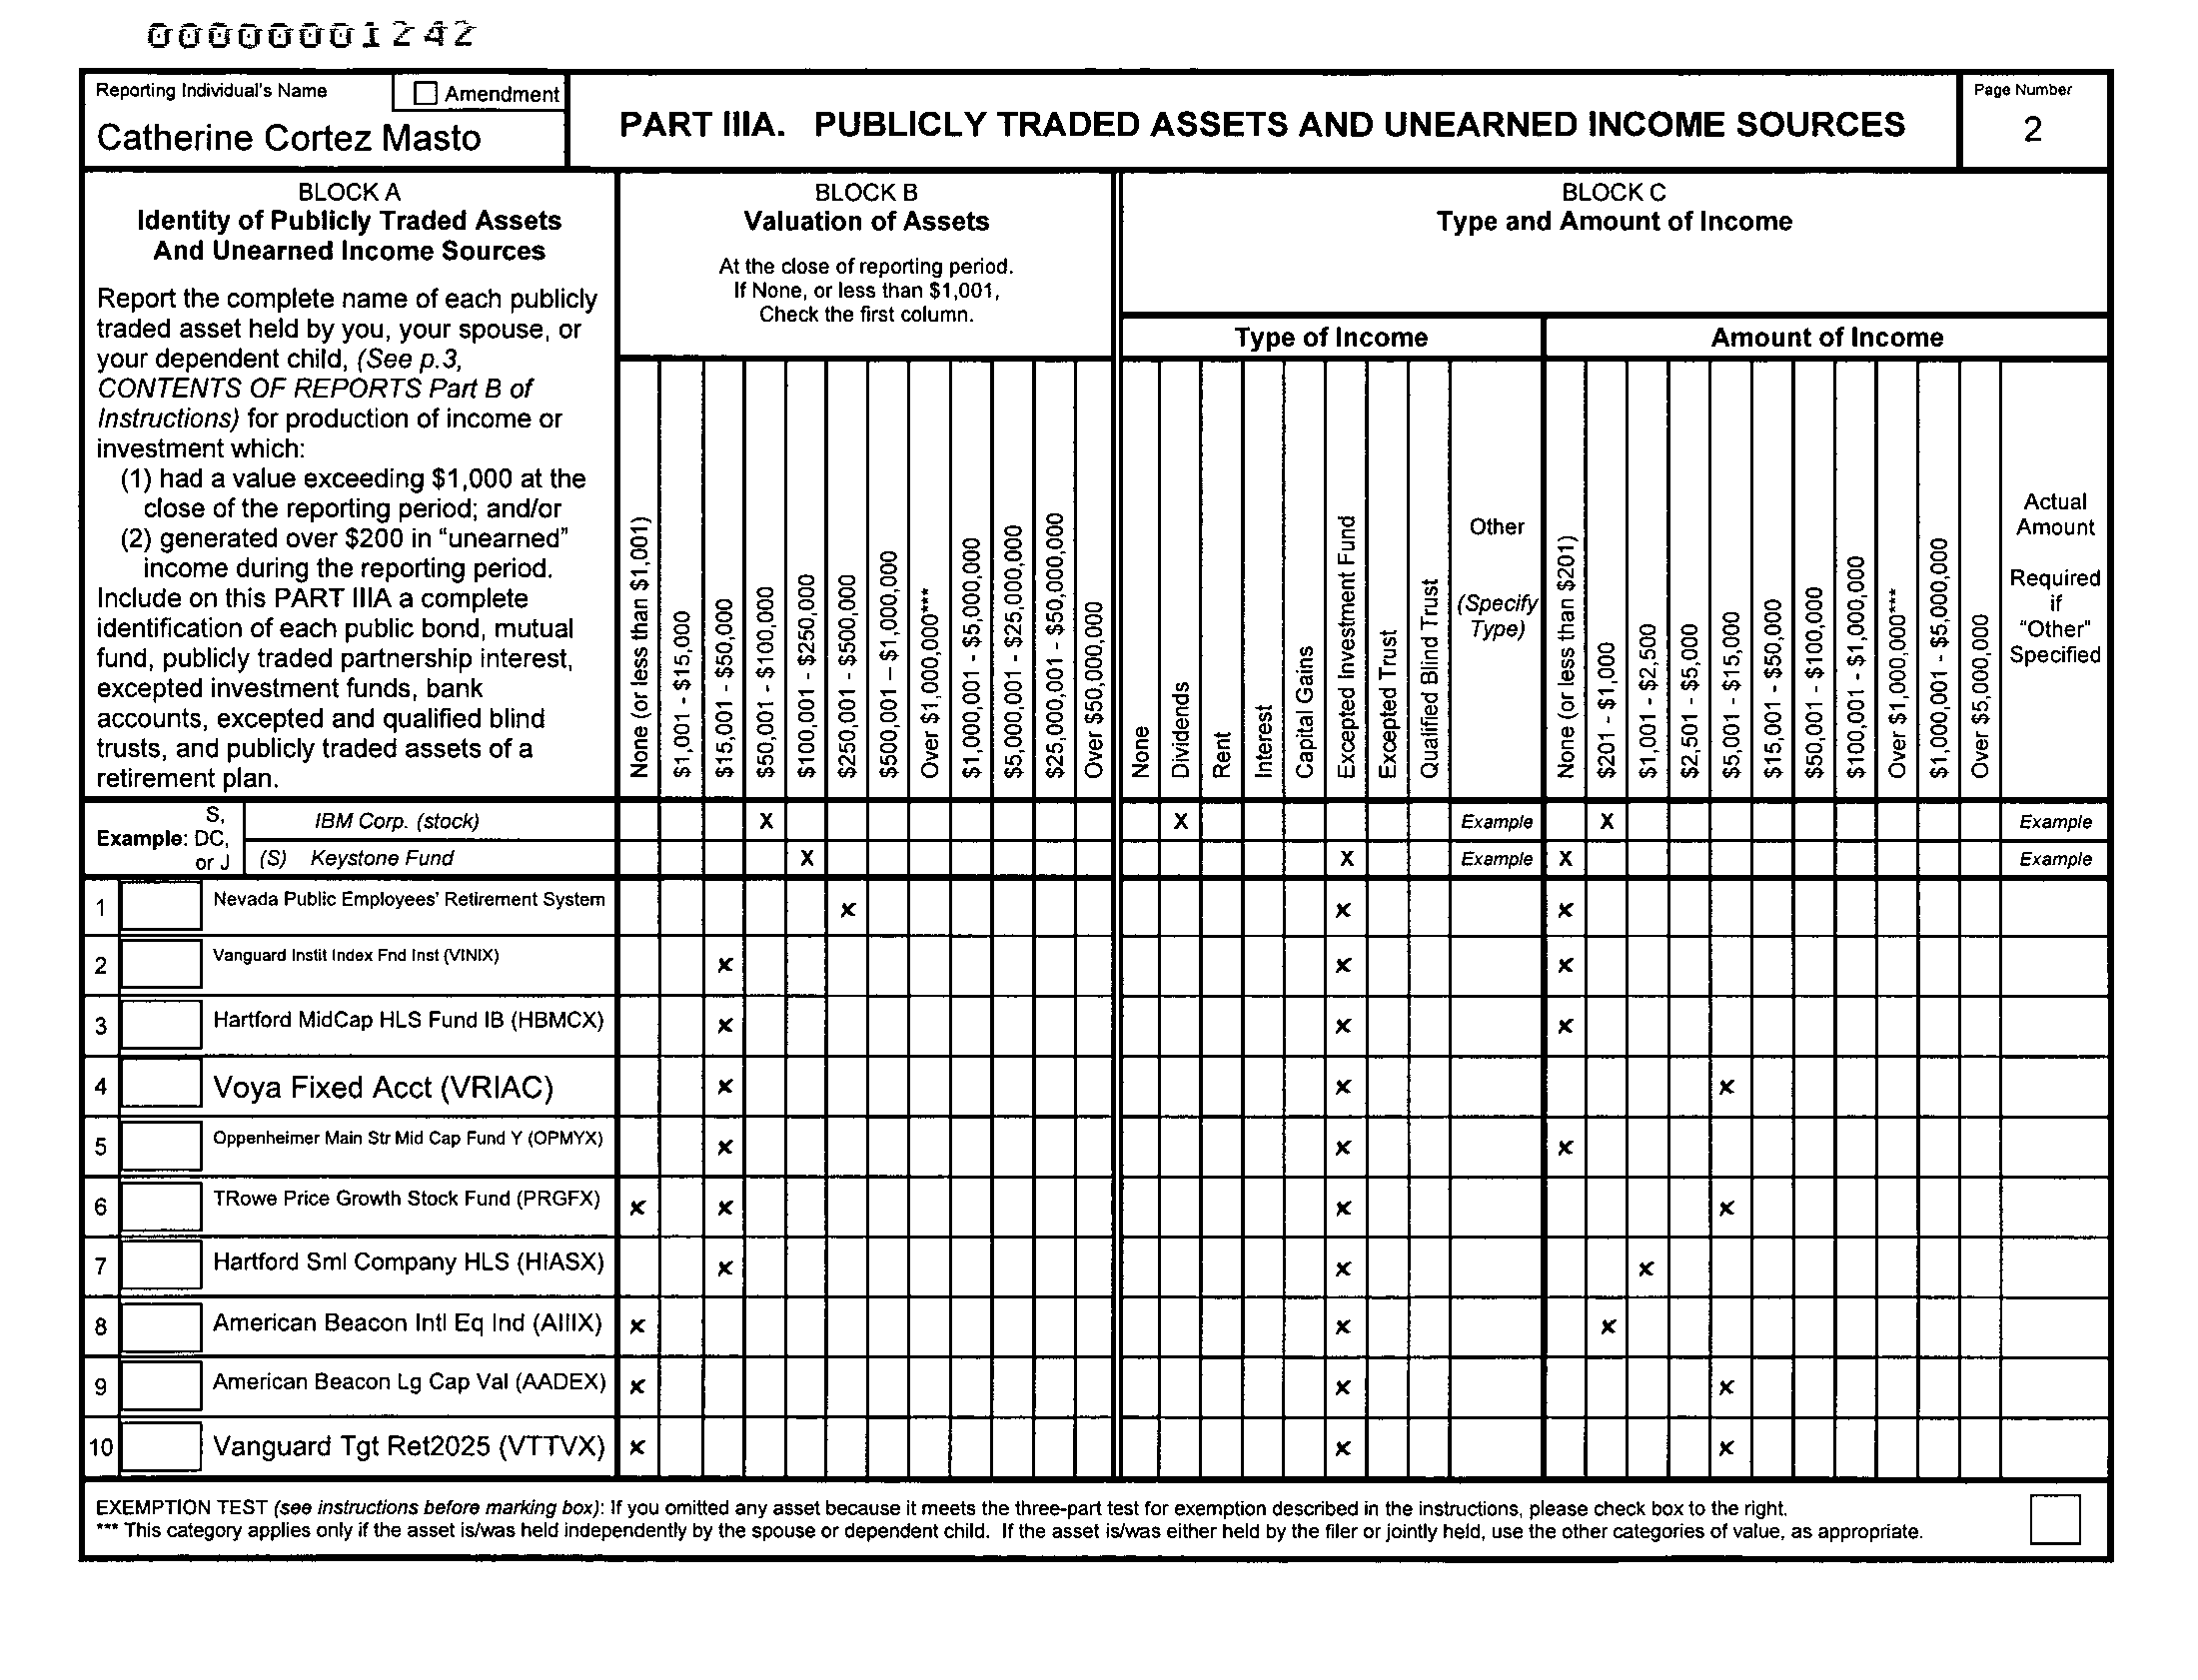 00000001242
Reporting Individual's Name
Amendment
Catherine Cortez Masto
PART IIIA. PUBLICLY TRADED ASSETS AND UNEARNED INCOME SOURCES
Page Number
2
BLOCK A
Identity of Publicly Traded Assets
And Unearned Income Sources
Report the complete name of each publicly
traded asset held by you, your spouse, or
your dependent child, (See p.3,
CONTENTS OF REPORTS Part B of
Instructions) for production of income or
investment which:
(1) had a value exceeding $1,000 at the
close of the reporting period; and/or
(2) generated over $200 in “unearned”
income during the reporting period.
Include on this PART IIIA a complete
identification of each public bond, mutual
fund, publicly traded partnership interest,
excepted investment funds, bank
accounts, excepted and qualified blind
trusts, and publicly traded assets of a
retirement plan.
BLOCK B
Valuation of Assets
At the close of reporting period.
If None, or less than $1,001,
Check the first column.
None (or less than $1,001)
$1,001 - $15,000
$15,001 - $50,000
$50,001 - $100,000
$100,001 - $250,000
$250,001 - $500,000
$500,001 – $1,000,000
Over $1,000,000***
$1,000,001 - $5,000,000
$5,000,001 - $25,000,000
$25,000,001 - $50,000,000
Over $50,000,000
BLOCK C
Type and Amount of Income
Type of Income
None
Dividends
Rent
Interest
Capital Gains
Excepted Investment Fund
Excepted Trust
Qualified Blind Trust
Other
(Specify
Type)
Amount of Income
None (or less than $201)
$201 - $1,000
$1,001 - $2,500
$2,501 - $5,000
$5,001 - $15,000
$15,001 - $50,000
$50,001 - $100,000
$100,001 - $1,000,000
Over $1,000,000***
$1,000,001 - $5,000,000
Over $5,000,000
Actual
Amount
Required
if
“Other”
Specified
Example: S, DC, or J
IBM Corp. (stock) X X Example X Example
(S) Keystone Fund X X Example X Example
1 Nevada Public Employees' Retirement System x x x
2 Vanguard Instit Index Fnd Inst (VINIX) x x x
3 Hartford MidCap HLS Fund IB (HBMCX) x x x
4 Voya Fixed Acct (VRIAC) x x x
5 Oppenheimer Main Str Mid Cap Fund Y (OPMYX) x x x
6 TRowe Price Growth Stock Fund (PRGFX) x x x x
7 Hartford Sml Company HLS (HIASX) x x x
8 American Beacon Intl Eq Ind (AIIIX) x x x
9 American Beacon Lg Cap Val (AADEX) x x x
10 Vanguard Tgt Ret2025 (VTTVX) x x x
EXEMPTION TEST (see instructions before marking box): If you omitted any asset because it meets the three-part test for exemption described in the instructions, please check box to the right.
*** This category applies only if the asset is/was held independently by the spouse or dependent child. If the asset is/was either held by the filer or jointly held, use the other categories of value, as appropriate.